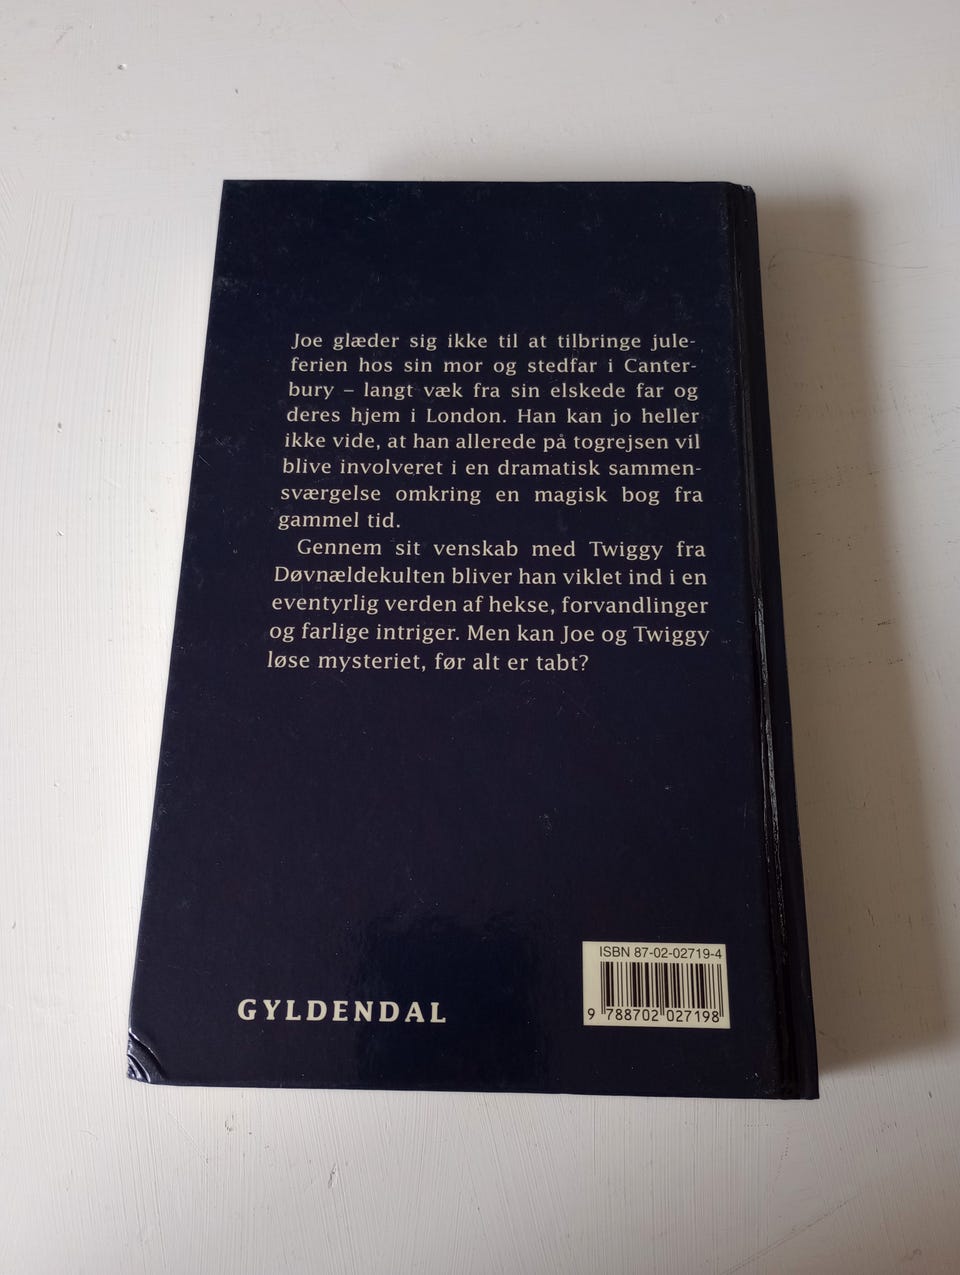 Joe glæder sig ikke til at tilbringe jule-
ferien hos sin mor og stedfar i Canter-
bury – langt væk fra sin elskede far og
deres hjem i London. Han kan jo heller
ikke vide, at han allerede på togrejsen vil
blive involveret i en dramatisk sammen-
sværgelse omkring en magisk bog fra
gammel tid.
Gennem sit venskab med Twiggy fra
Døvnældekulten bliver han viklet ind i en
eventyrlig verden af hekse, forvandlinger
og farlige intriger. Men kan Joe og Twiggy
løse mysteriet, før alt er tabt?
ISBN 87-02-02719-4
9 788702 027198
GYLDENDAL